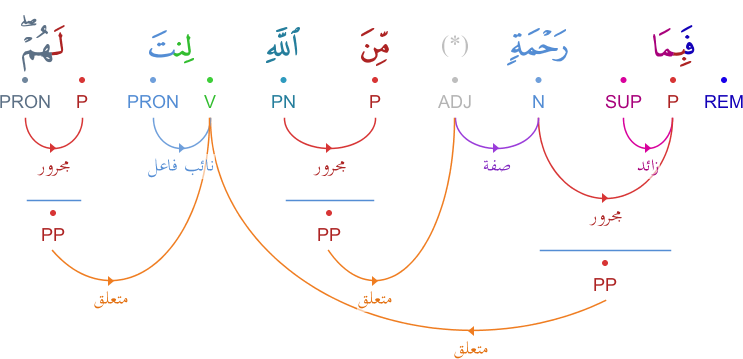 فَبِمَا رَحْمَةٍ (*) مِّنَ ٱللَّهِ لِنتَ لَهُمْ ۖ
REM P SUP N ADJ P PN V PRON P PRON
زائد صفة مجرور نائب فاعل مجرور
مجرور
PP PP
PP
متعلق متعلق
متعلق